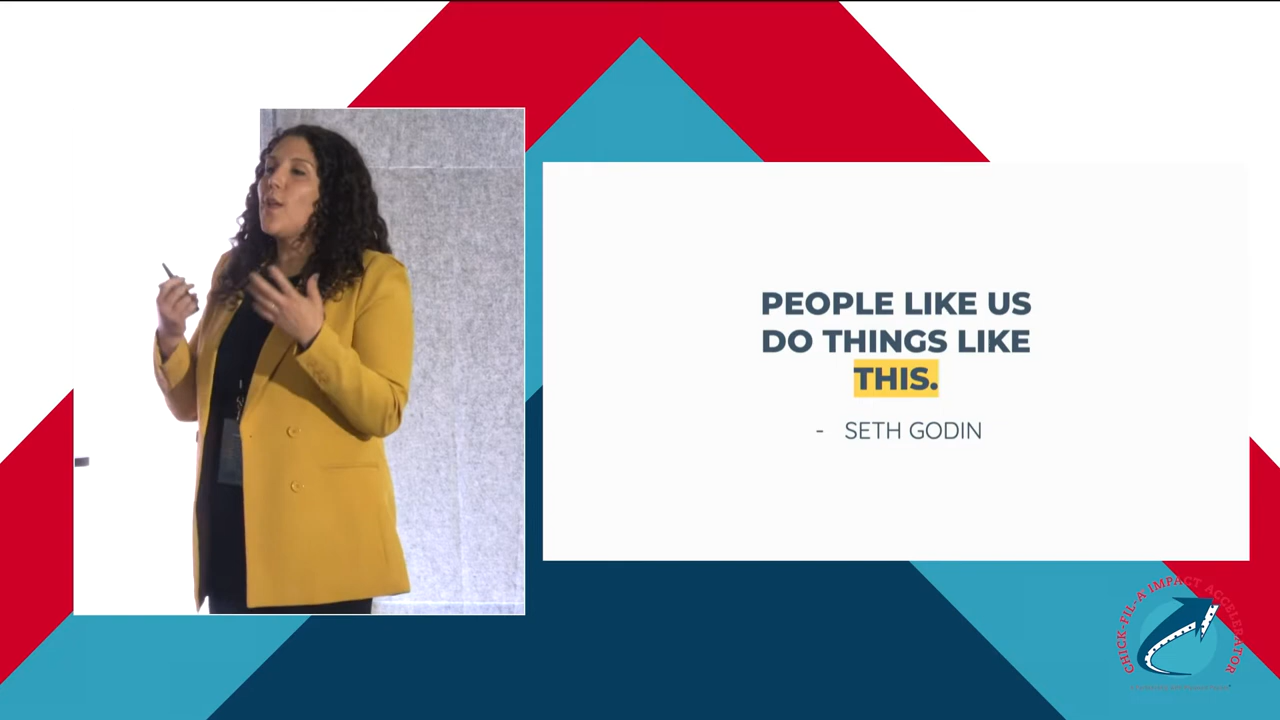 PEOPLE LIKE US
DO THINGS LIKE
THIS.
- SETH GODIN
CHICK-FIL-A IMPACT ACCELERATOR